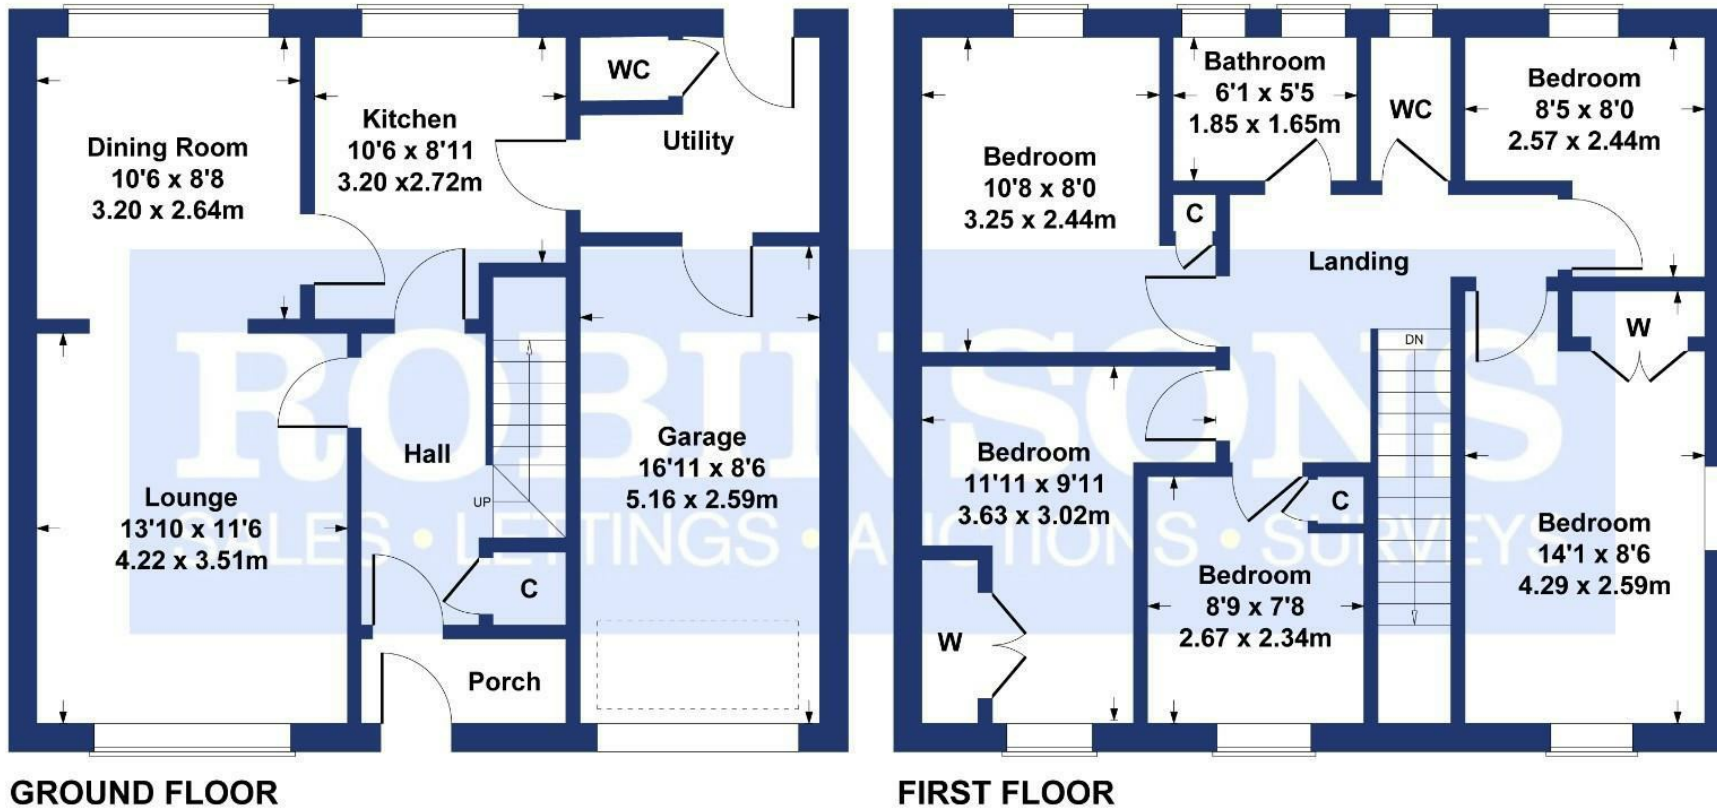 WC
Utility
Kitchen
10'6 x 8'11
3.20 x2.72m
Dining Room
10'6 x 8'8
3.20 x 2.64m
Hall
UP
Garage
16'11 x 8'6
5.16 x 2.59m
Lounge
13'10 x 11'6
4.22 x 3.51m
C
Porch
GROUND FLOOR
Bathroom
6'1 x 5'5
1.85 x 1.65m
WC
Bedroom
8'5 x 8'0
2.57 x 2.44m
Bedroom
10'8 x 8'0
3.25 x 2.44m
C
Landing
W
DN
Bedroom
11'11 x 9'11
3.63 x 3.02m
C
Bedroom
14'1 x 8'6
4.29 x 2.59m
Bedroom
8'9 x 7'8
2.67 x 2.34m
W
FIRST FLOOR
ROBINSONS
SALES • LETTINGS • AUCTIONS • SURVEYS